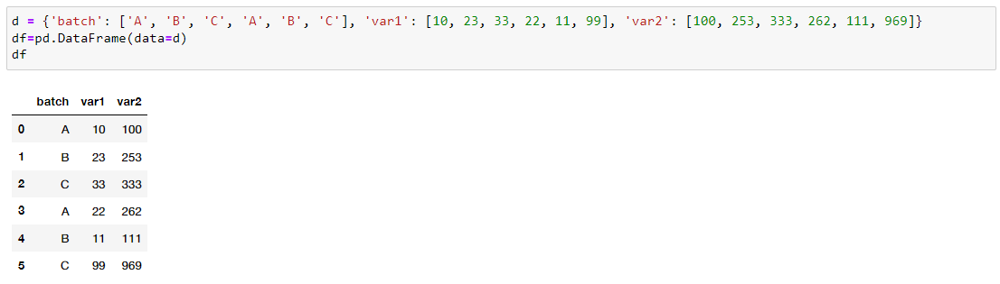 d = {'batch': ['A', 'B', 'C', 'A', 'B', 'C'], 'var1': [10, 23, 33, 22, 11, 99], 'var2': [100, 253, 333, 262, 111, 969]}
df=pd.DataFrame(data=d)
df
batch var1 var2
0 A 10 100
1 B 23 253
2 C 33 333
3 A 22 262
4 B 11 111
5 C 99 969